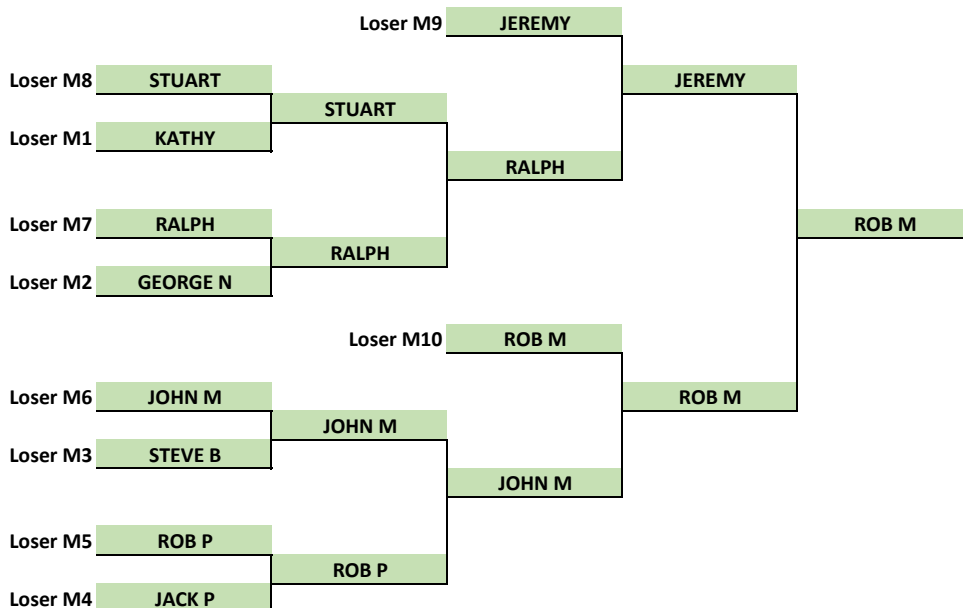 Loser M9 JEREMY
Loser M8 STUART JEREMY
STUART
Loser M1 KATHY
RALPH
Loser M7 RALPH ROB M
RALPH
Loser M2 GEORGE N
Loser M10 ROB M
Loser M6 JOHN M ROB M
JOHN M
Loser M3 STEVE B
JOHN M
Loser M5 ROB P
ROB P
Loser M4 JACK P